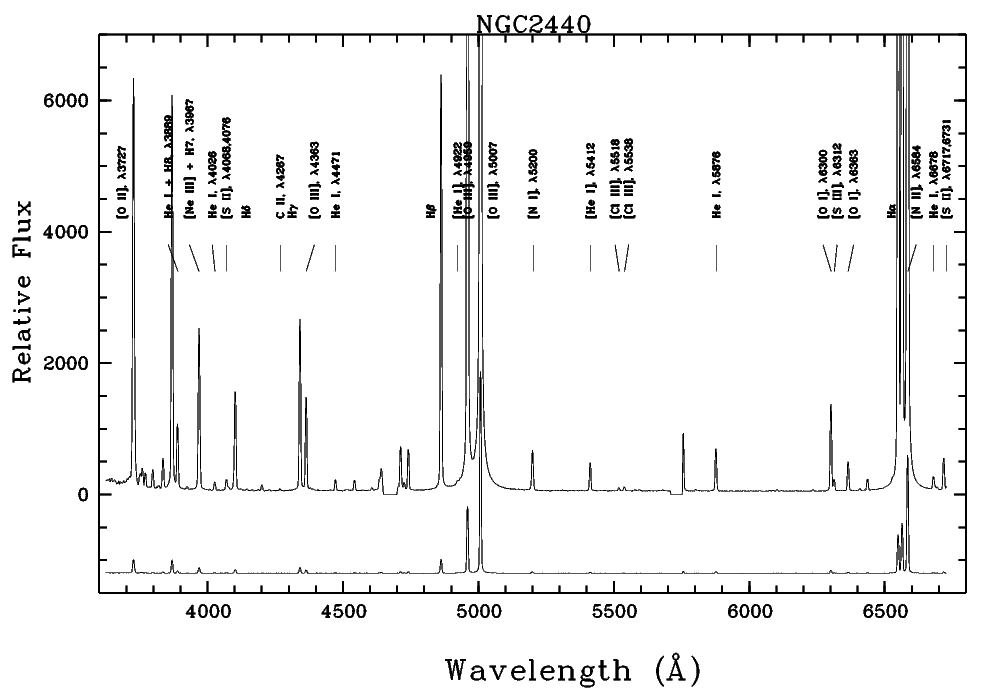 NGC2440
6000
4000
2000
0
Relative Flux
[O II], λ3727
He I + H8, λ3889
[Ne III] + H7, λ3967
He I, λ4026
[S II], λ4068,4076
Hδ
C II, λ4267
Hγ
[O III], λ4363
He I, λ4471
Hβ
[He I], λ4922
[O III], λ4959
[O III], λ5007
[N I], λ5200
[He I], λ5412
[Cl III], λ5518
[Cl III], λ5538
He I, λ5876
[O I], λ6300
[S III], λ6312
[O I], λ6363
Hα
[N II], λ6584
He I, λ6678
[S II], λ6717,6731
4000
4500
5000
5500
6000
6500
Wavelength (Å)